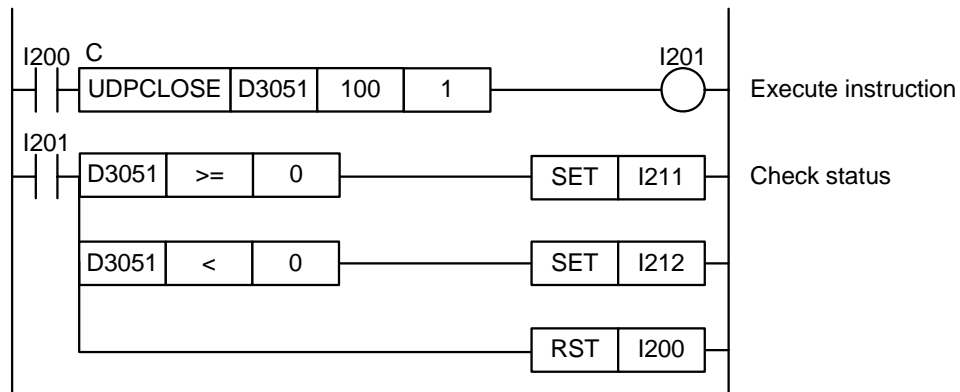 I200 C I201
UDPCLOSE D3051 100 1 Execute instruction
I201
D3051 >= 0 SET I211 Check status
D3051 < 0 SET I212
RST I200